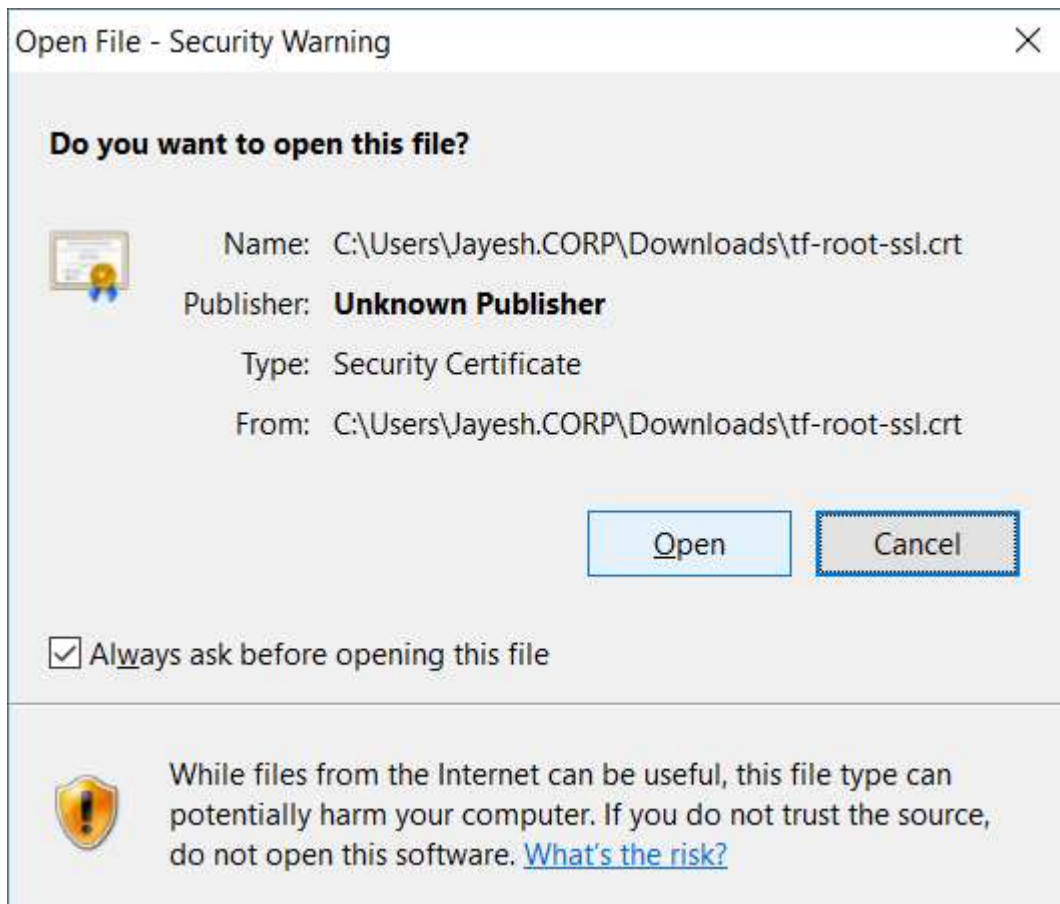 Open File - Security Warning
Do you want to open this file?
Name: C:\Users\Jayesh.CORP\Downloads\tf-root-ssl.crt
Publisher: Unknown Publisher
Type: Security Certificate
From: C:\Users\Jayesh.CORP\Downloads\tf-root-ssl.crt
Open Cancel
Always ask before opening this file
While files from the Internet can be useful, this file type can
potentially harm your computer. If you do not trust the source,
do not open this software. What's the risk?